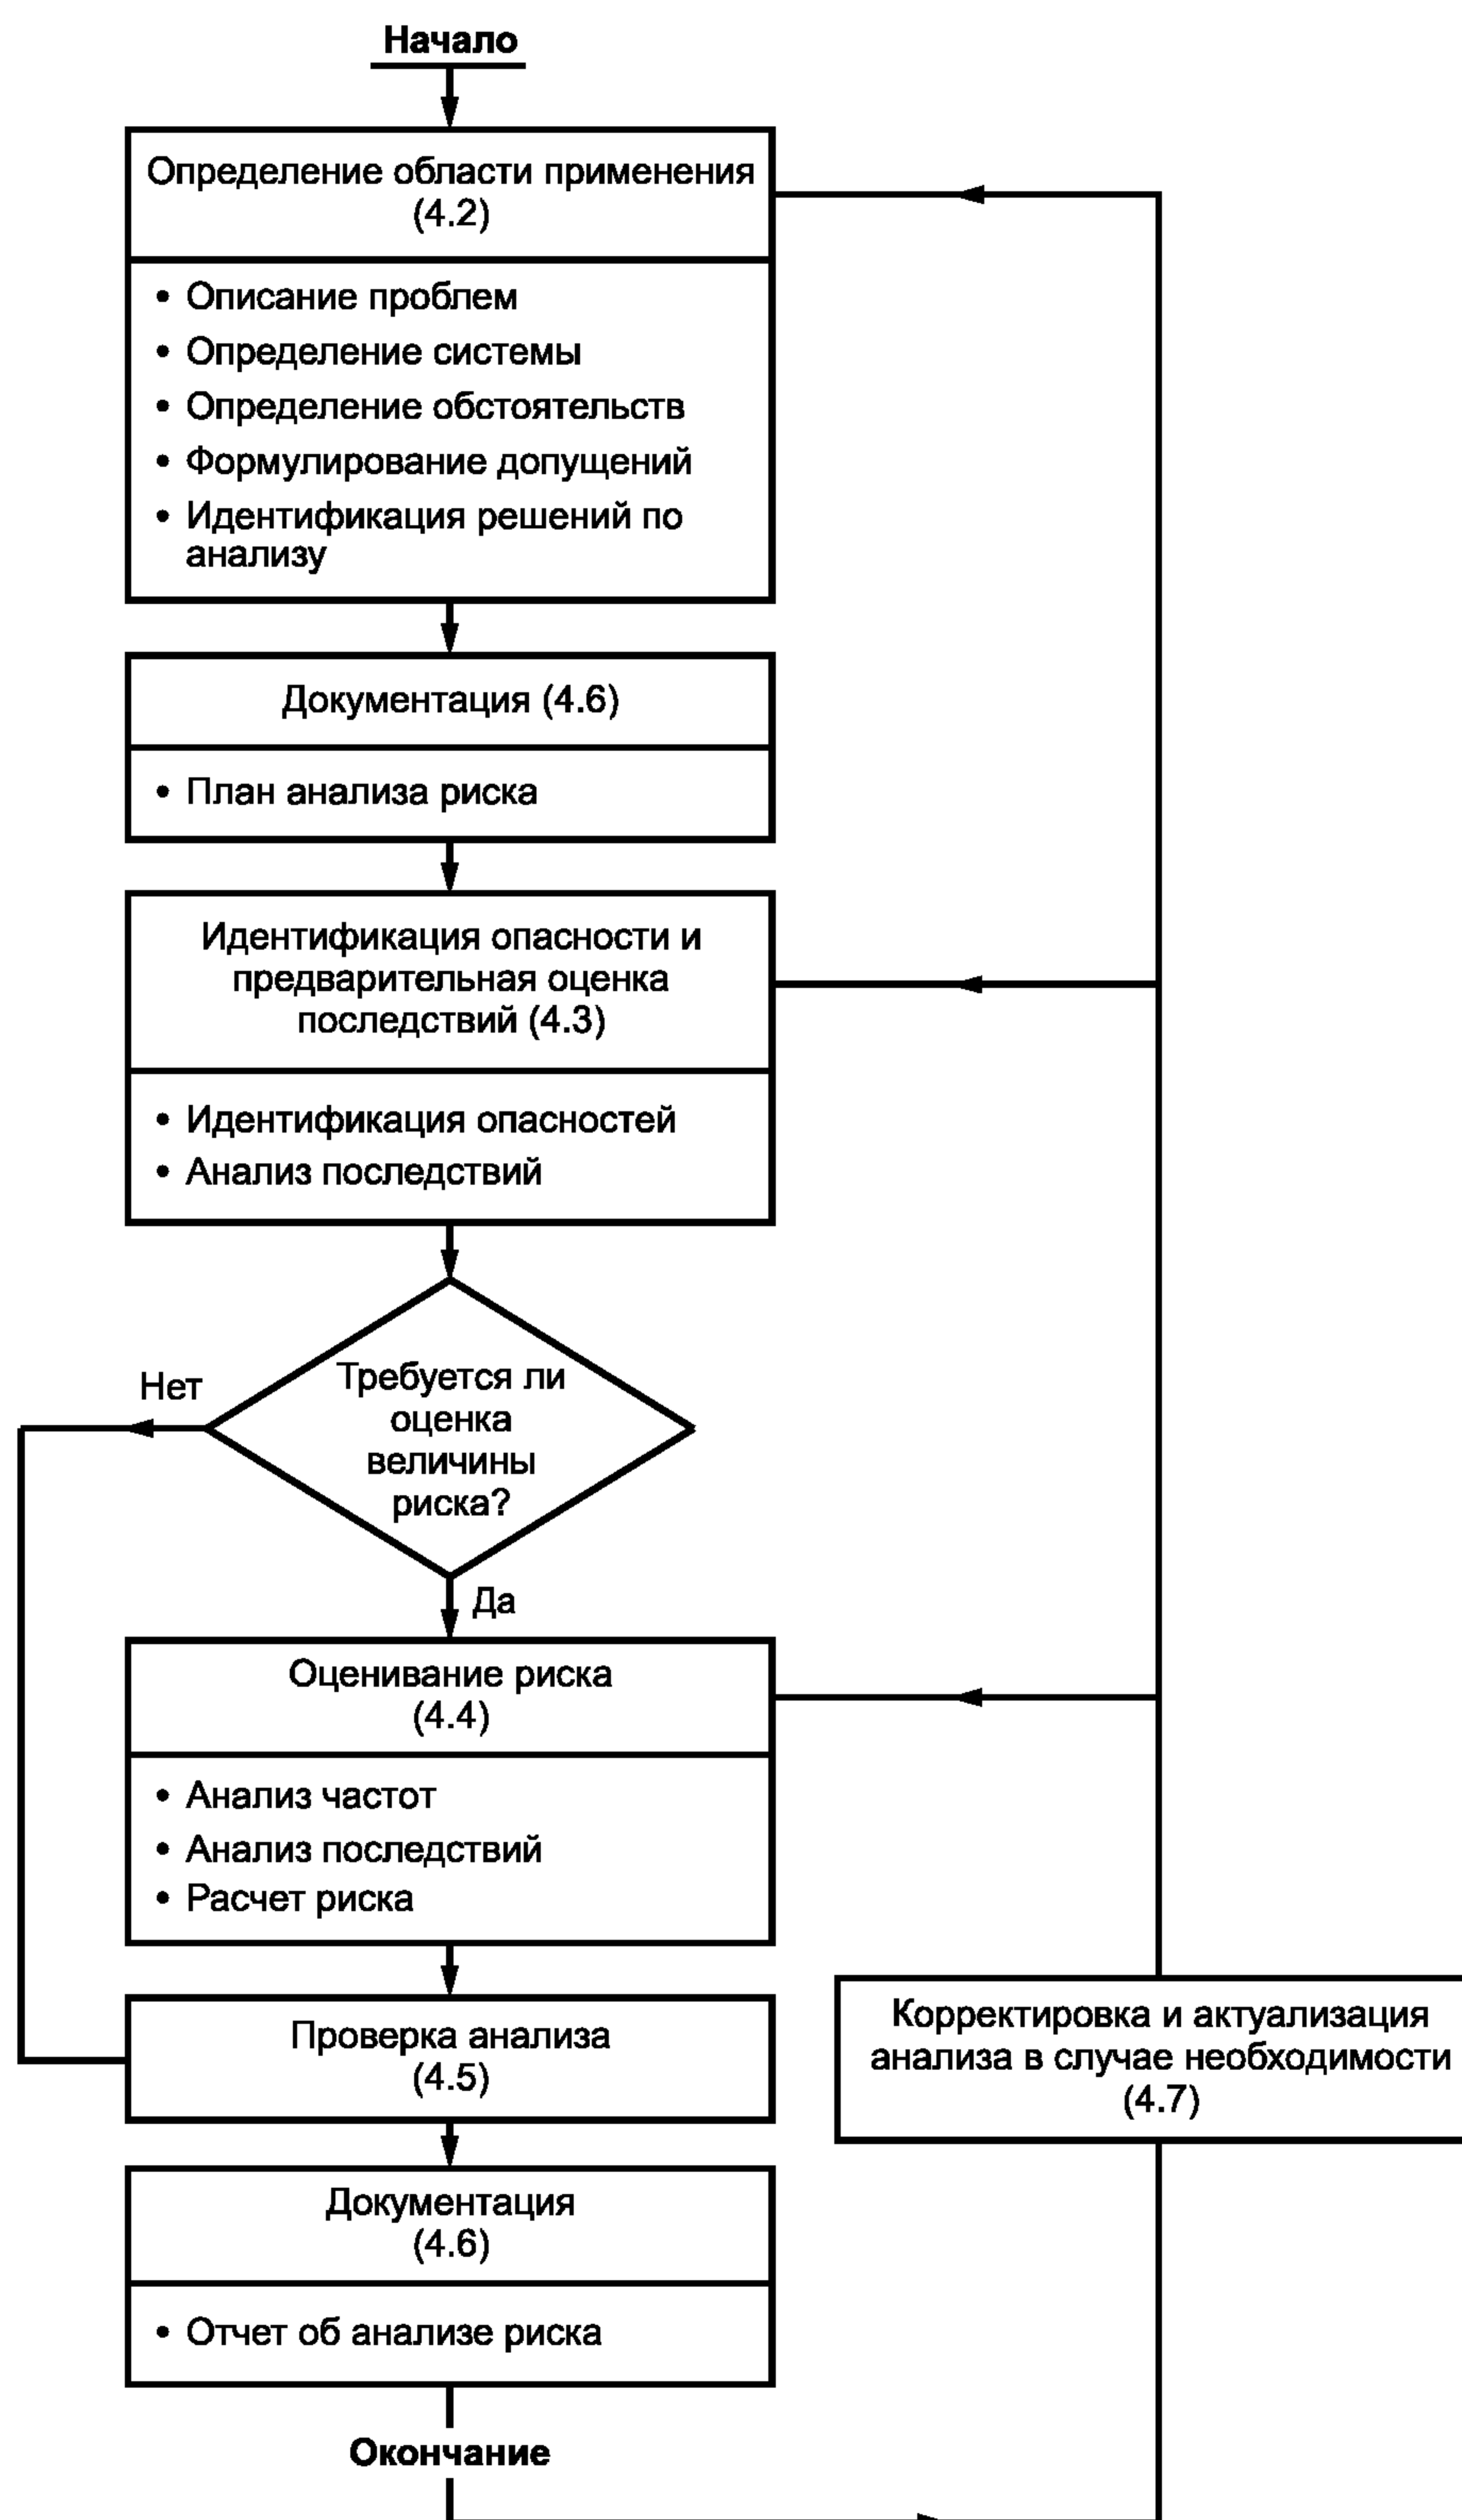 Начало
Определение области применения
(4.2)
• Описание проблем
• Определение системы
• Определение обстоятельств
• Формулирование допущений
• Идентификация решений по
анализу
Документация (4.6)
• План анализа риска
Идентификация опасности и
предварительная оценка
последствий (4.3)
• Идентификация опасностей
• Анализ последствий
Нет
Требуется ли
оценка
величины
риска?
Да
Оценивание риска
(4.4)
• Анализ частот
• Анализ последствий
• Расчет риска
Проверка анализа
(4.5)
Корректировка и актуализация
анализа в случае необходимости
(4.7)
Документация
(4.6)
• Отчет об анализе риска
Окончание